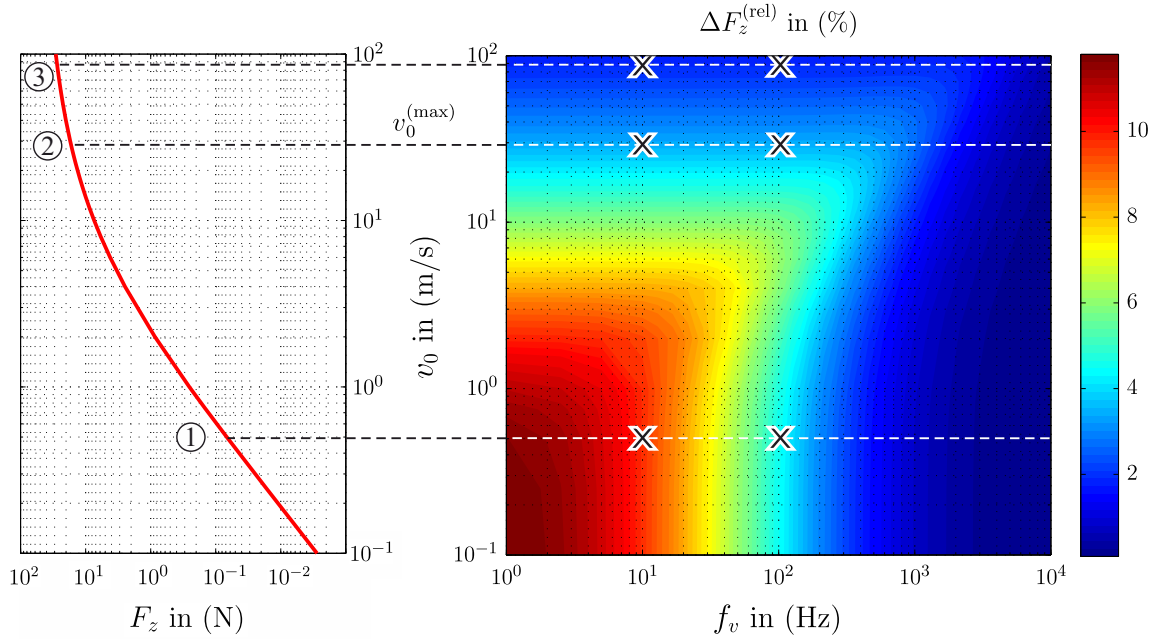 ΔF_z^(rel) in (%)
10^2
10^2
③
v_0^(max)
②
10
8
10^1
10^1
v_0 in (m/s)
6
10^0
10^0
4
①
2
10^−1
10^−1
10^2 10^1 10^0 10^−1 10^−2
10^0 10^1 10^2 10^3 10^4
F_z in (N)
f_v in (Hz)